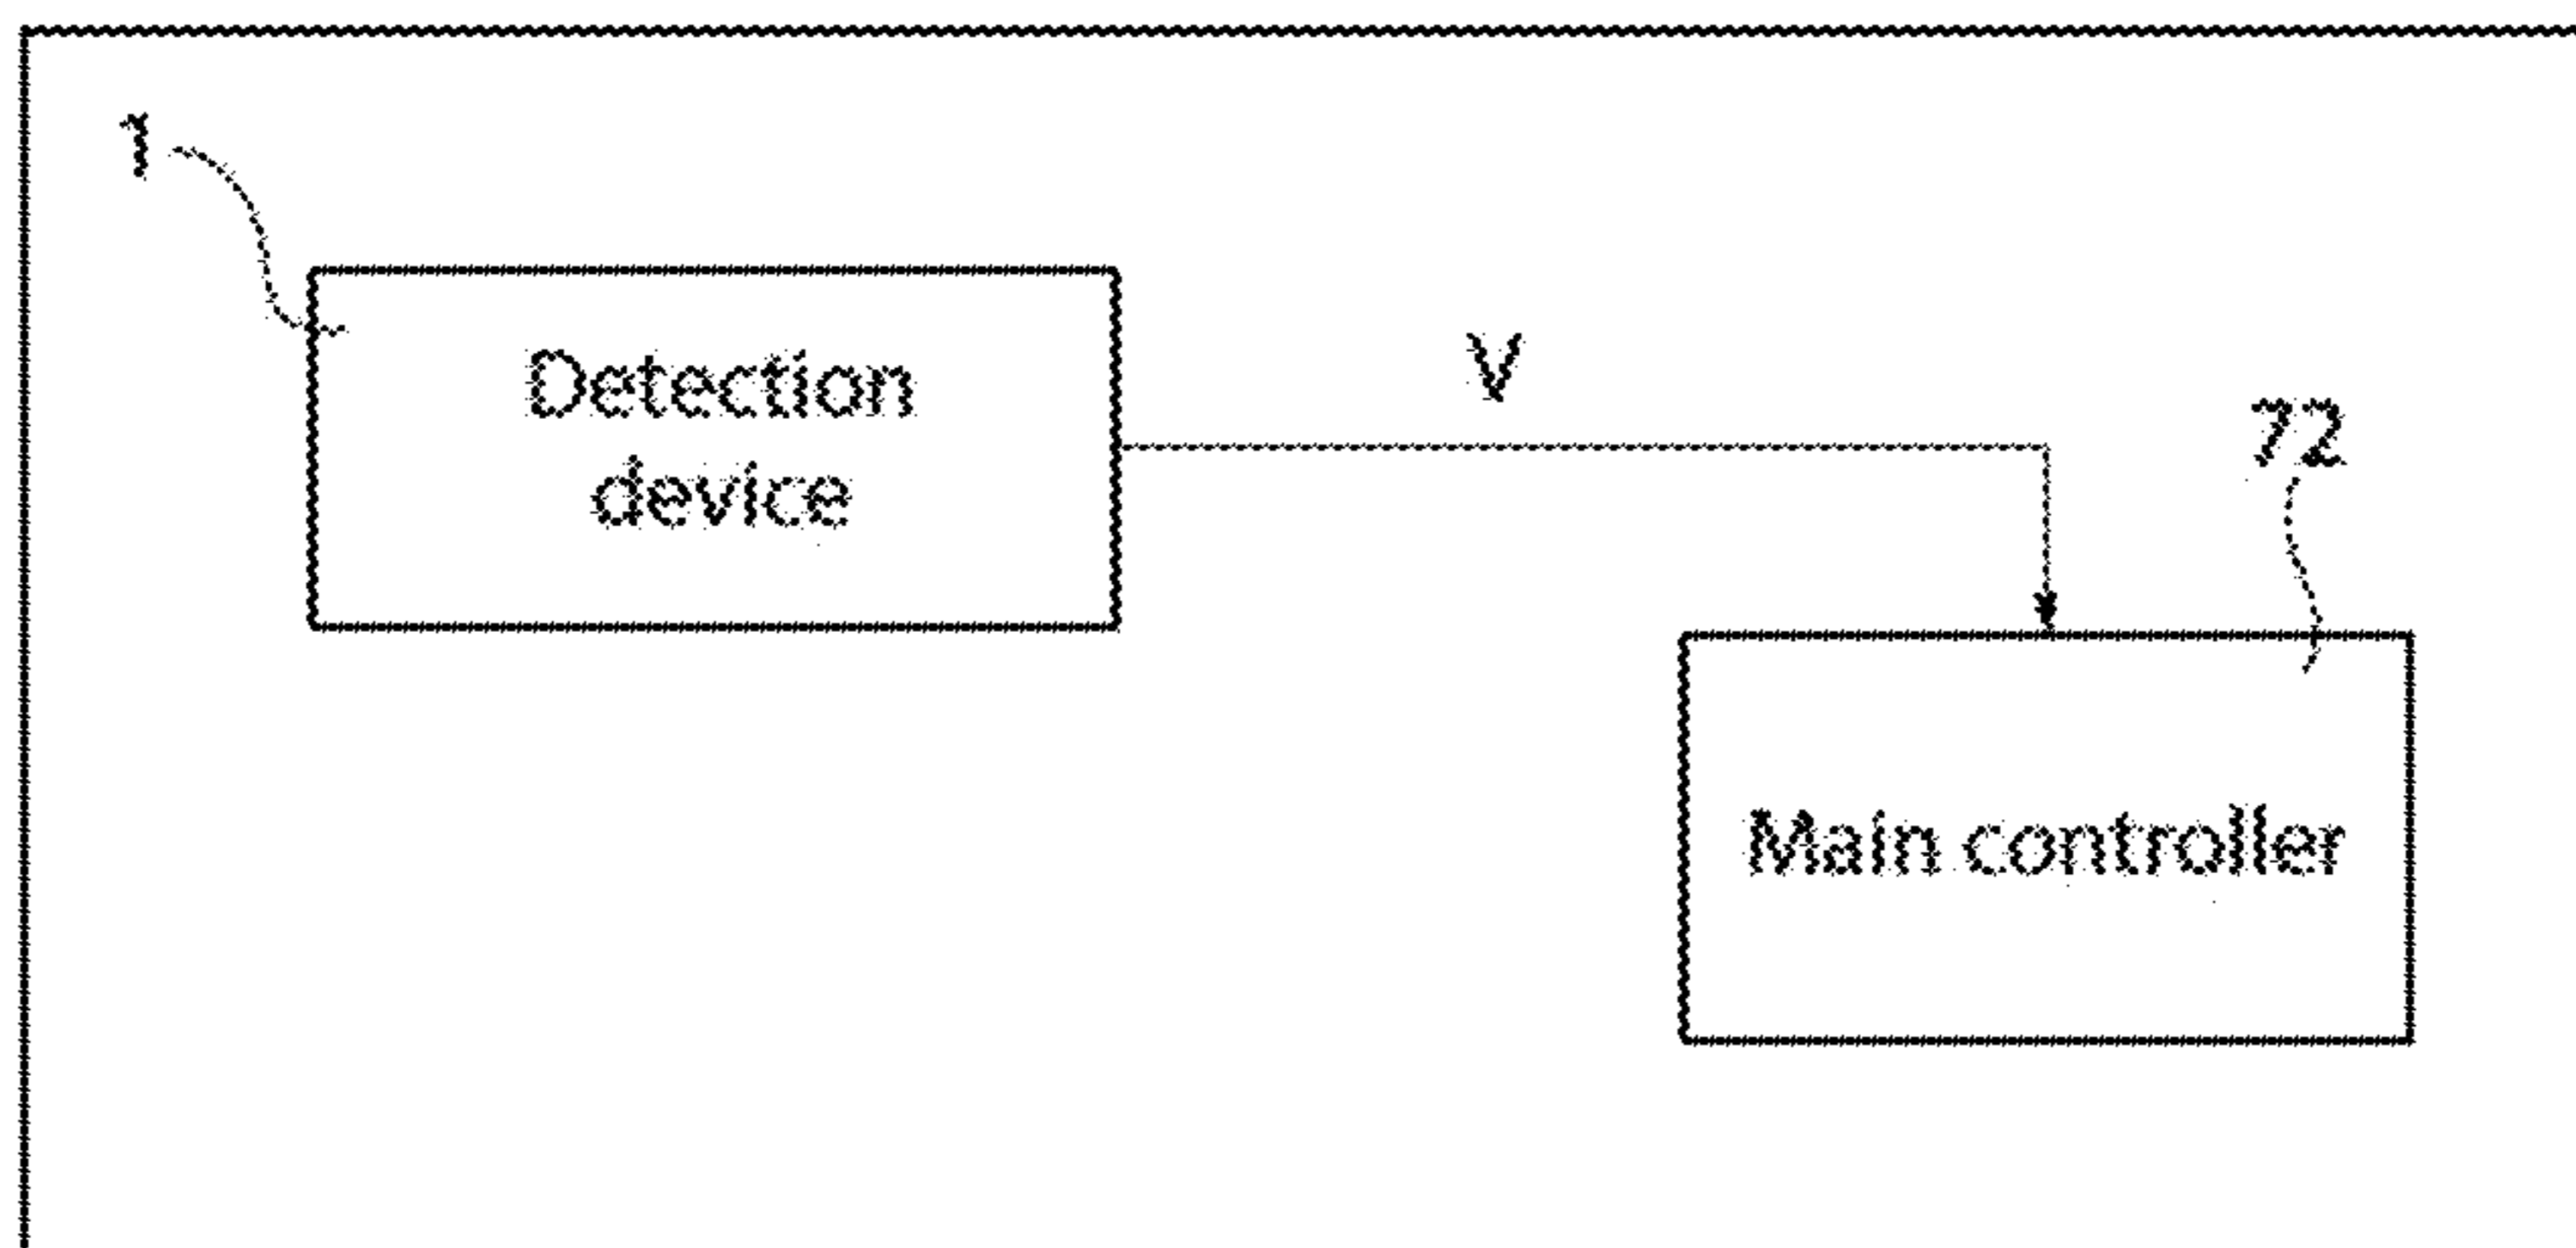 1
Detection
device
V
72
Main controller